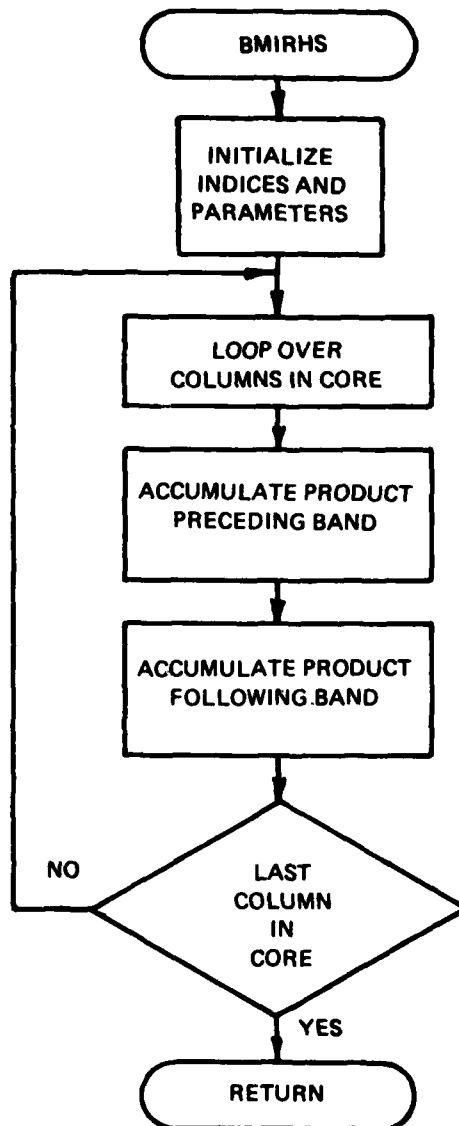 BMIRHS
INITIALIZE
INDICES AND
PARAMETERS
LOOP OVER
COLUMNS IN CORE
ACCUMULATE PRODUCT
PRECEDING BAND
ACCUMULATE PRODUCT
FOLLOWING BAND
NO
LAST
COLUMN
IN
CORE
YES
RETURN